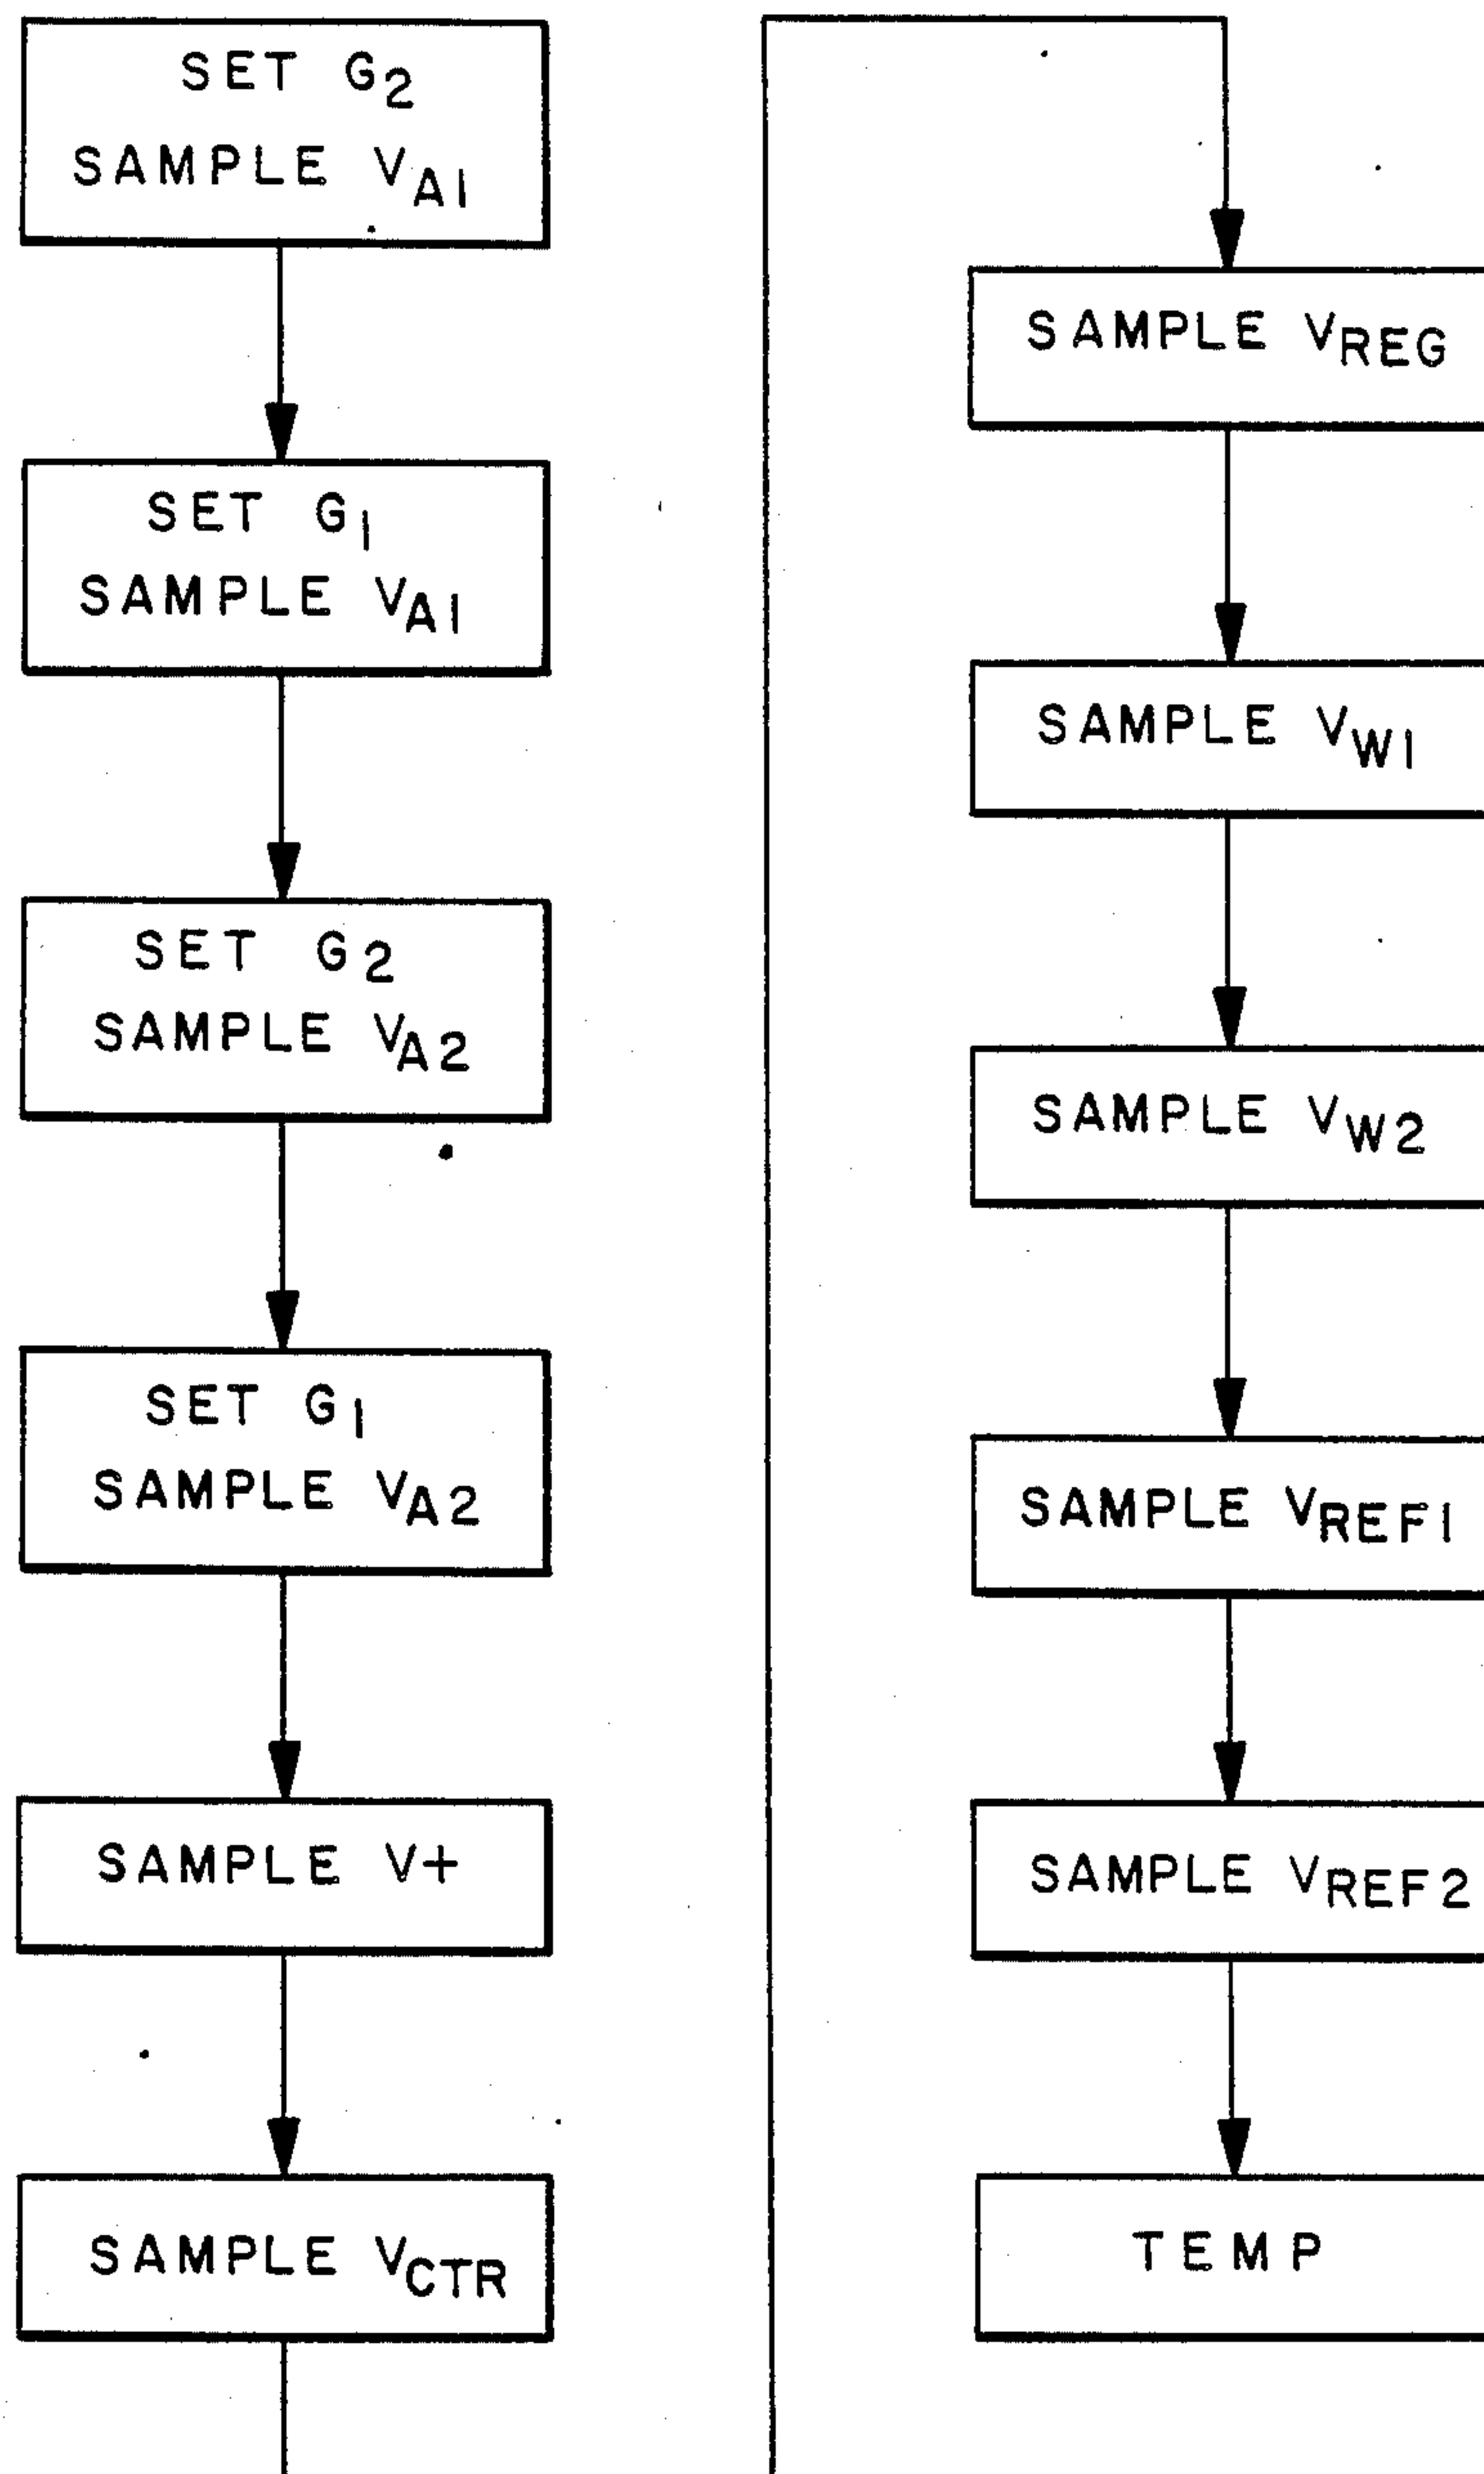 SET G2
SAMPLE VA1
SET G1
SAMPLE VA1
SET G2
SAMPLE VA2
SET G1
SAMPLE VA2
SAMPLE V+
SAMPLE VCTR
SAMPLE VREG
SAMPLE VW1
SAMPLE VW2
SAMPLE VREF1
SAMPLE VREF2
TEMP